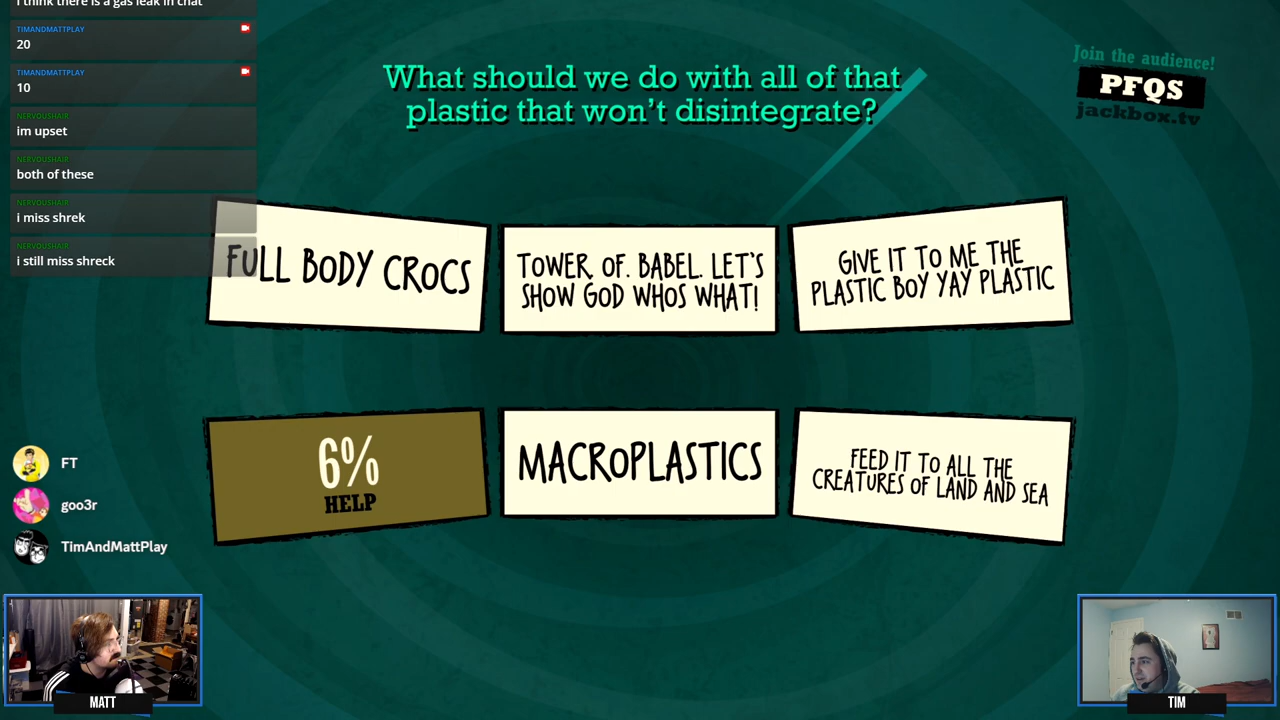 i think there is a gas leak in chat
TIMANDMATTPLAY
20
TIMANDMATTPLAY
10
NERVOUSHAIR
im upset
NERVOUSHAIR
both of these
NERVOUSHAIR
i miss shrek
NERVOUSHAIR
i still miss shreck
What should we do with all of that
plastic that won't disintegrate?
Join the audience!
PFQS
jackbox.tv
FULL BODY CROCS
TOWER. OF. BABEL. LET'S
SHOW GOD WHOS WHAT!
GIVE IT TO ME THE
PLASTIC BOY YAY PLASTIC
6%
HELP
MACROPLASTICS
FEED IT TO ALL THE
CREATURES OF LAND AND SEA
FT
goo3r
TimAndMattPlay
MATT
TIM